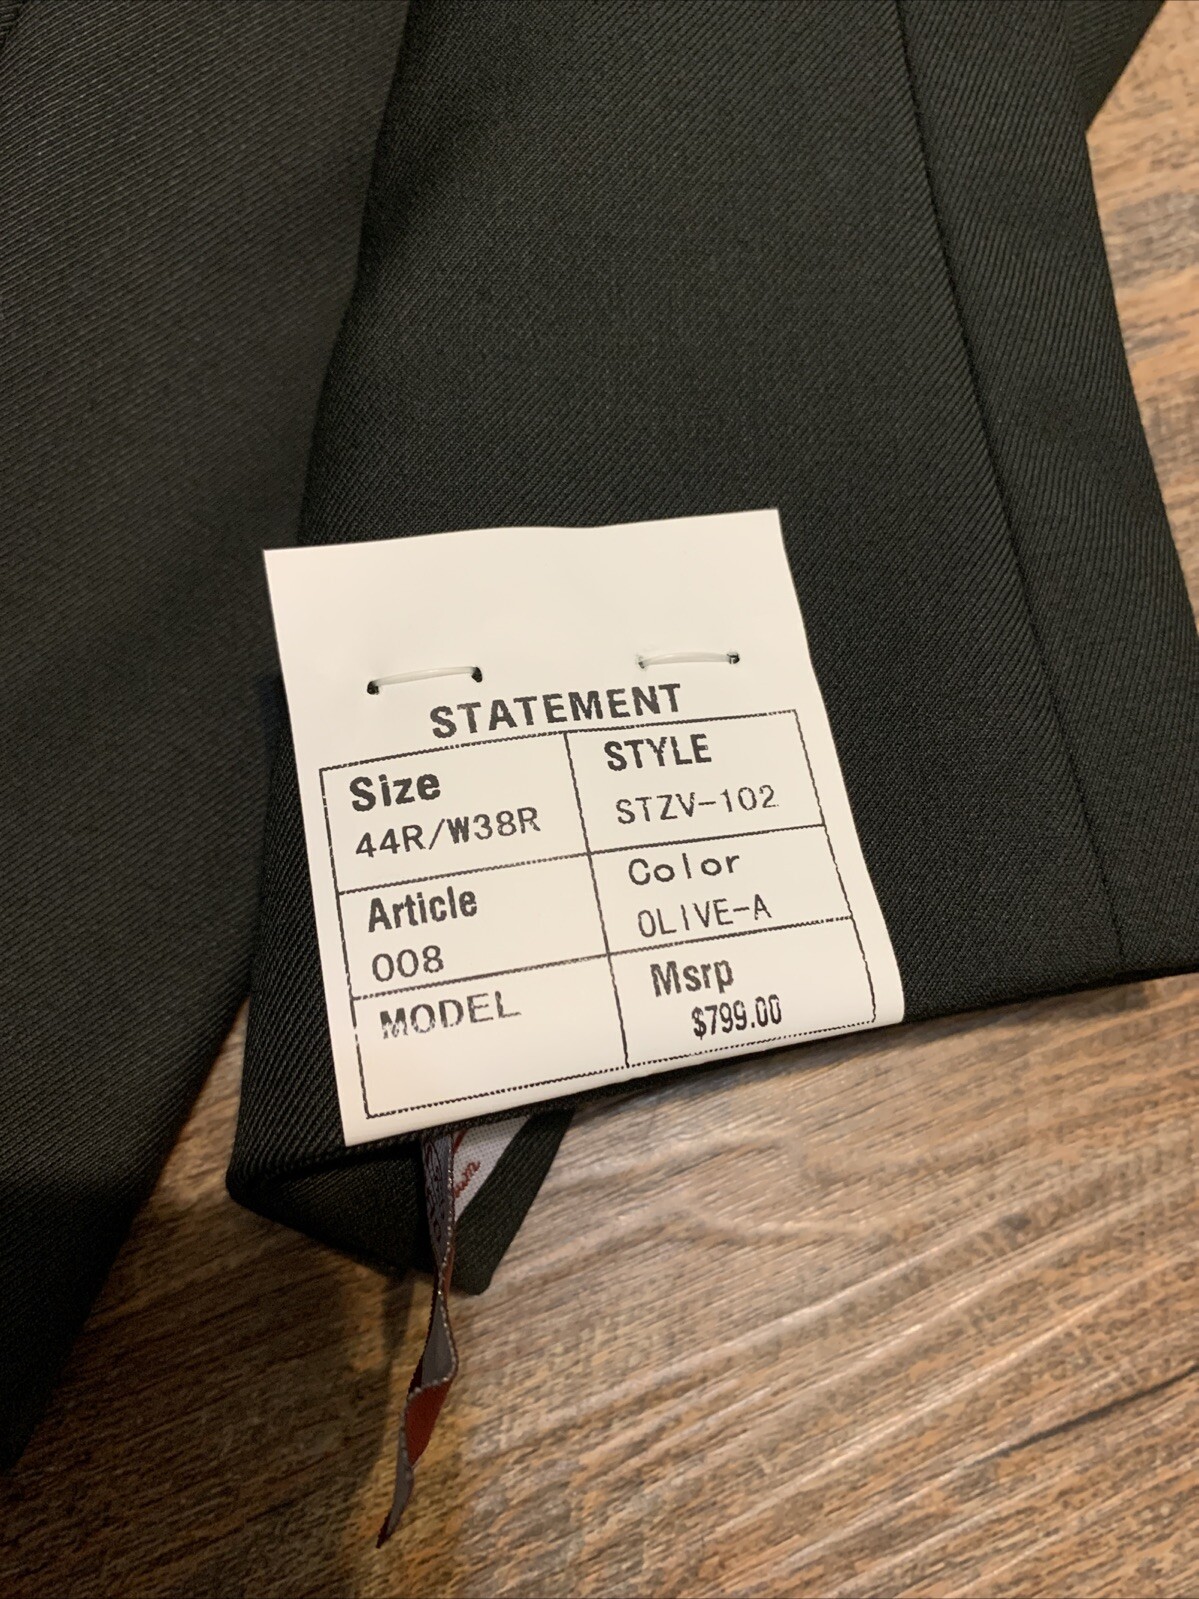 STATEMENT
Size
44R/W38R
STYLE
STZV-102
Article
008
Color
OLIVE-A
MODEL
Msrp
$799.00